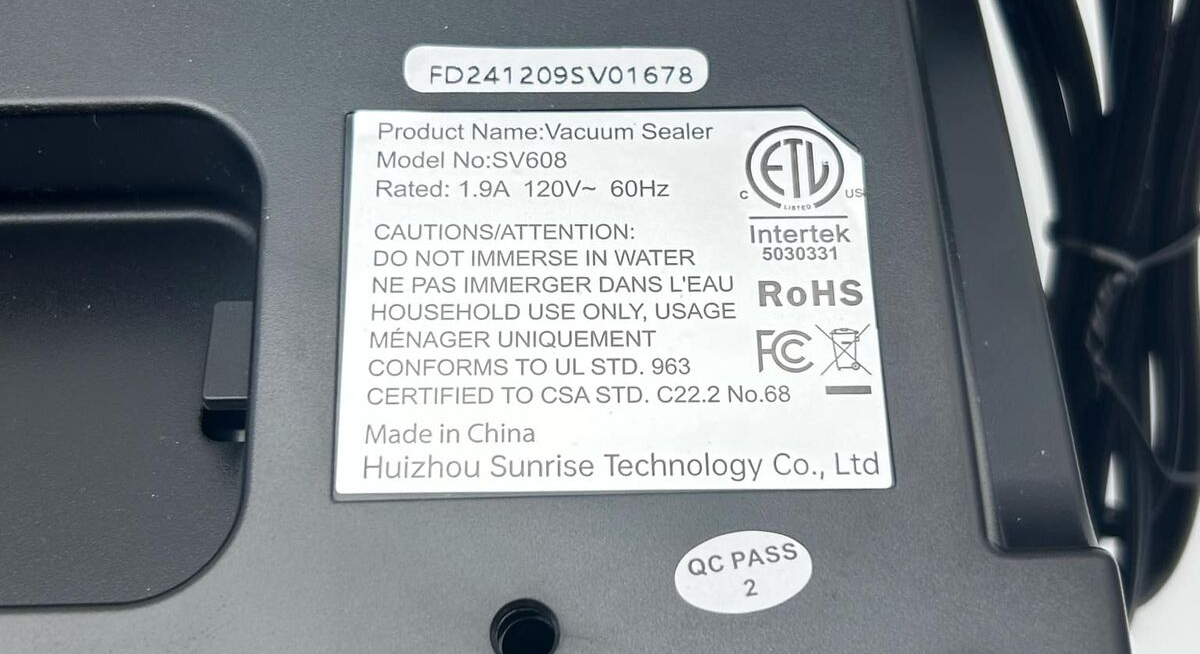 FD241209SV01678
Product Name:Vacuum Sealer
Model No:SV608
Rated: 1.9A 120V~ 60Hz
CAUTIONS/ATTENTION:
DO NOT IMMERSE IN WATER
NE PAS IMMERGER DANS L'EAU
HOUSEHOLD USE ONLY, USAGE
MÉNAGER UNIQUEMENT
CONFORMS TO UL STD. 963
CERTIFIED TO CSA STD. C22.2 No.68
Made in China
Huizhou Sunrise Technology Co., Ltd
ETL
LISTED
C US
Intertek
5030331
RoHS
FC
QC PASS
2